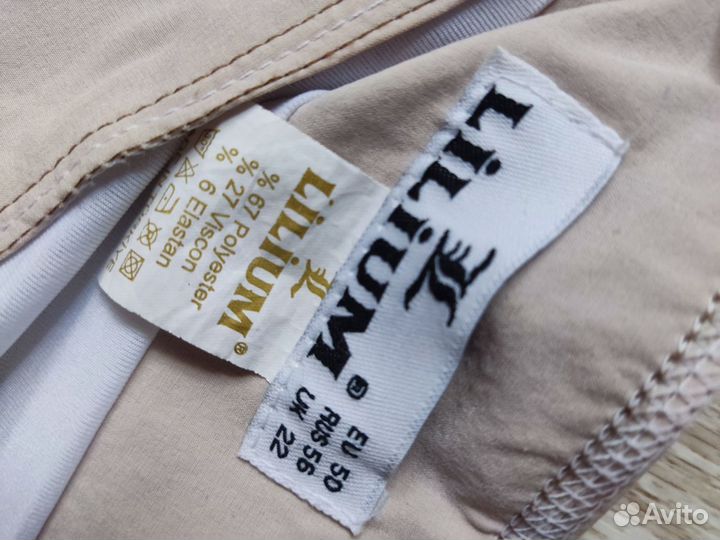 LiLiUM®
EU 50
RUS 56
UK 22
LiLiUM®
% 67 Polyester
% 27 Viscon
% 6 Elastan
Avito